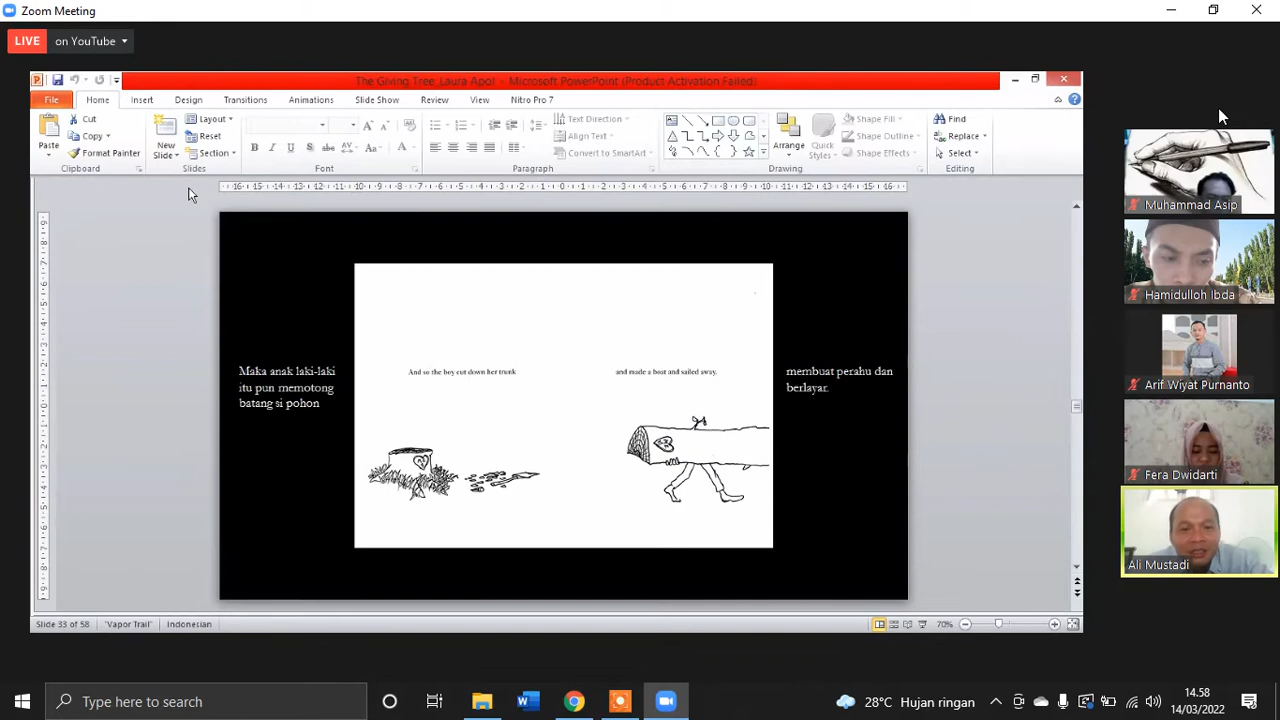 Zoom Meeting
LIVE on YouTube
The Giving Tree_Laura Apol - Microsoft PowerPoint (Product Activation Failed)
File Home Insert Design Transitions Animations Slide Show Review View Nitro Pro 7
Paste
Cut
Copy
Format Painter
Clipboard
New Slide
Layout
Reset
Section
Slides
Font
Paragraph
Text Direction
Align Text
Convert to SmartArt
Arrange
Quick Styles
Shape Fill
Shape Outline
Shape Effects
Drawing
Find
Replace
Select
Editing
Maka anak laki-laki
itu pun memotong
batang si pohon
And so the boy cut down her trunk
and made a boat and sailed away.
membuat perahu dan
berlayar.
Muhammad Asip
Hamidulloh Ibda
Arif Wiyat Purnanto
Fera Dwidarti
Ali Mustadi
Slide 33 of 58 "Vapor Trail" Indonesian 70%
Type here to search
28°C Hujan ringan
14.58
14/03/2022